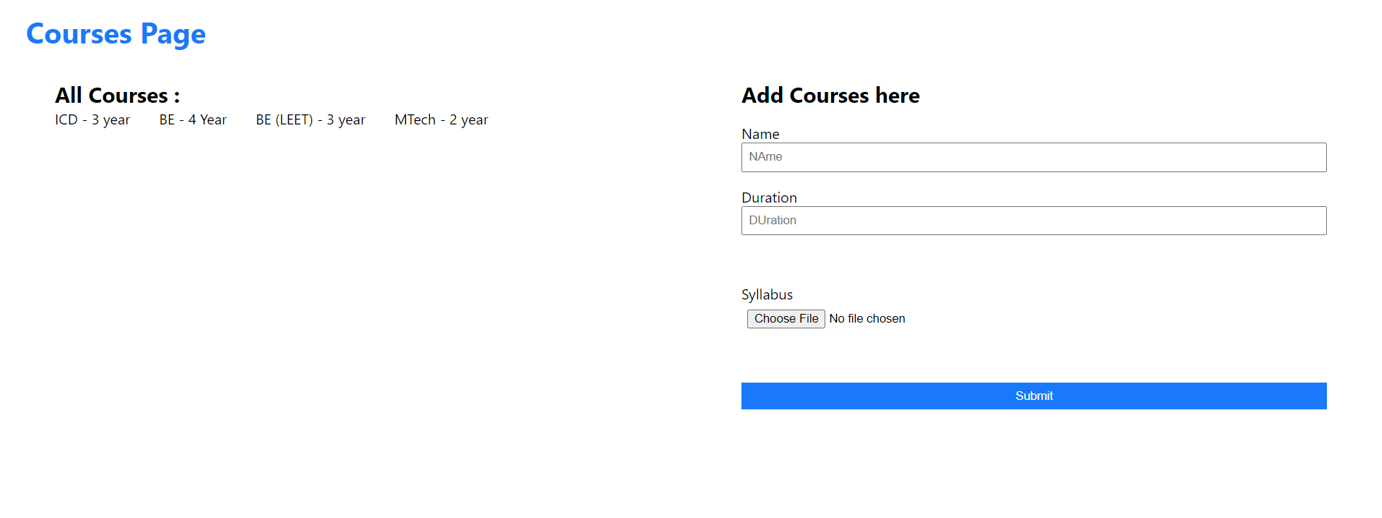 Courses Page
All Courses :
ICD - 3 year BE - 4 Year BE (LEET) - 3 year MTech - 2 year
Add Courses here
Name
NAme
Duration
DUration
Syllabus
Choose File No file chosen
Submit